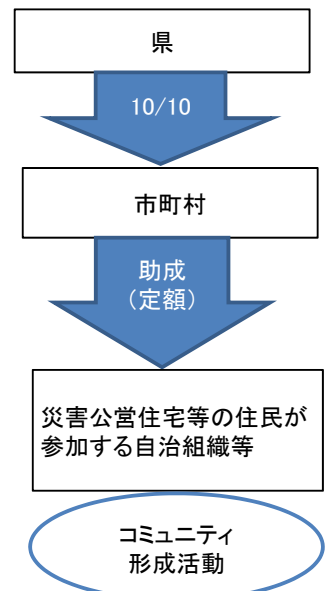 県
10/10
市町村
助成
（定額）
災害公営住宅等の住民が
参加する自治組織等
コミュニティ
形成活動